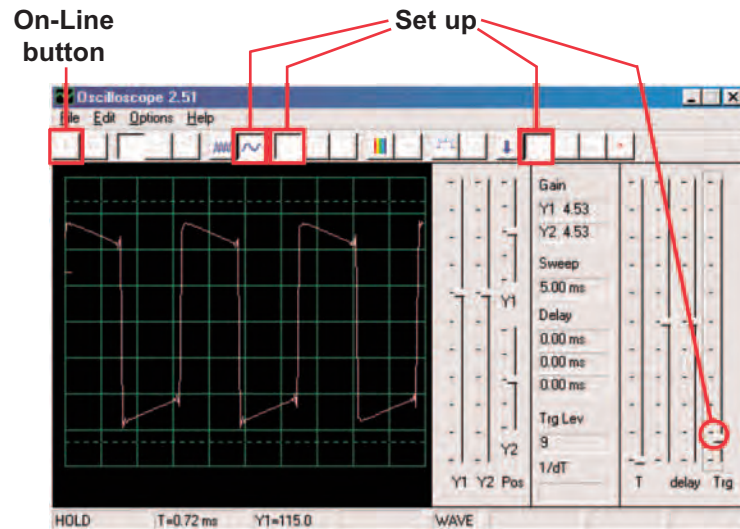 On-Line
button
Set up
Oscilloscope 2.51
File Edit Options Help
Gain
Y1 4.53
Y2 4.53
Sweep
5.00 ms
Delay
0.00 ms
0.00 ms
0.00 ms
Trg Lev
9
1/dT
Y1
Y2
Y1 Y2 Pos
T delay Trg
HOLD T=0.72 ms Y1=115.0 WAVE